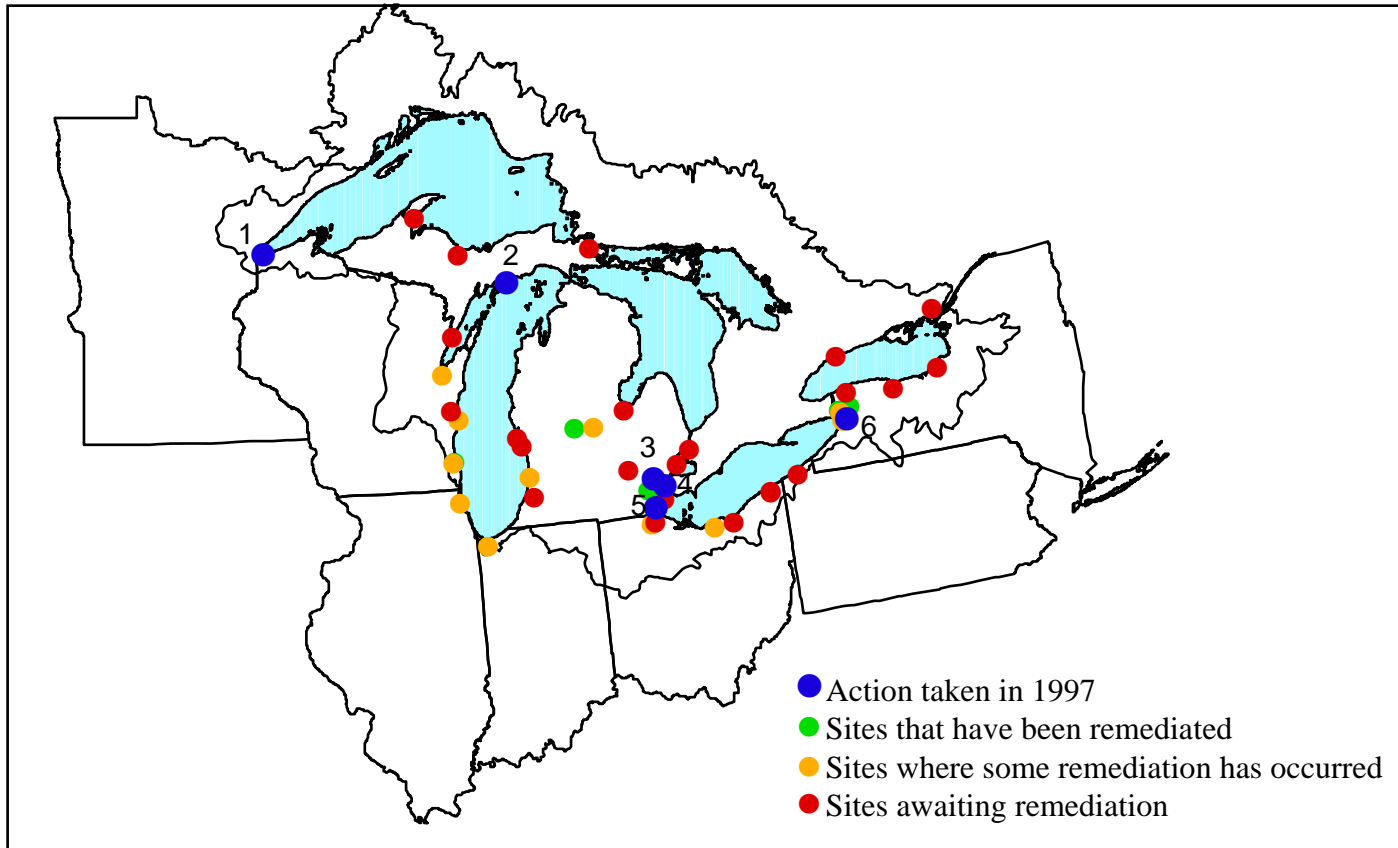 1
2
3
4
5
6
Action taken in 1997
Sites that have been remediated
Sites where some remediation has occurred
Sites awaiting remediation